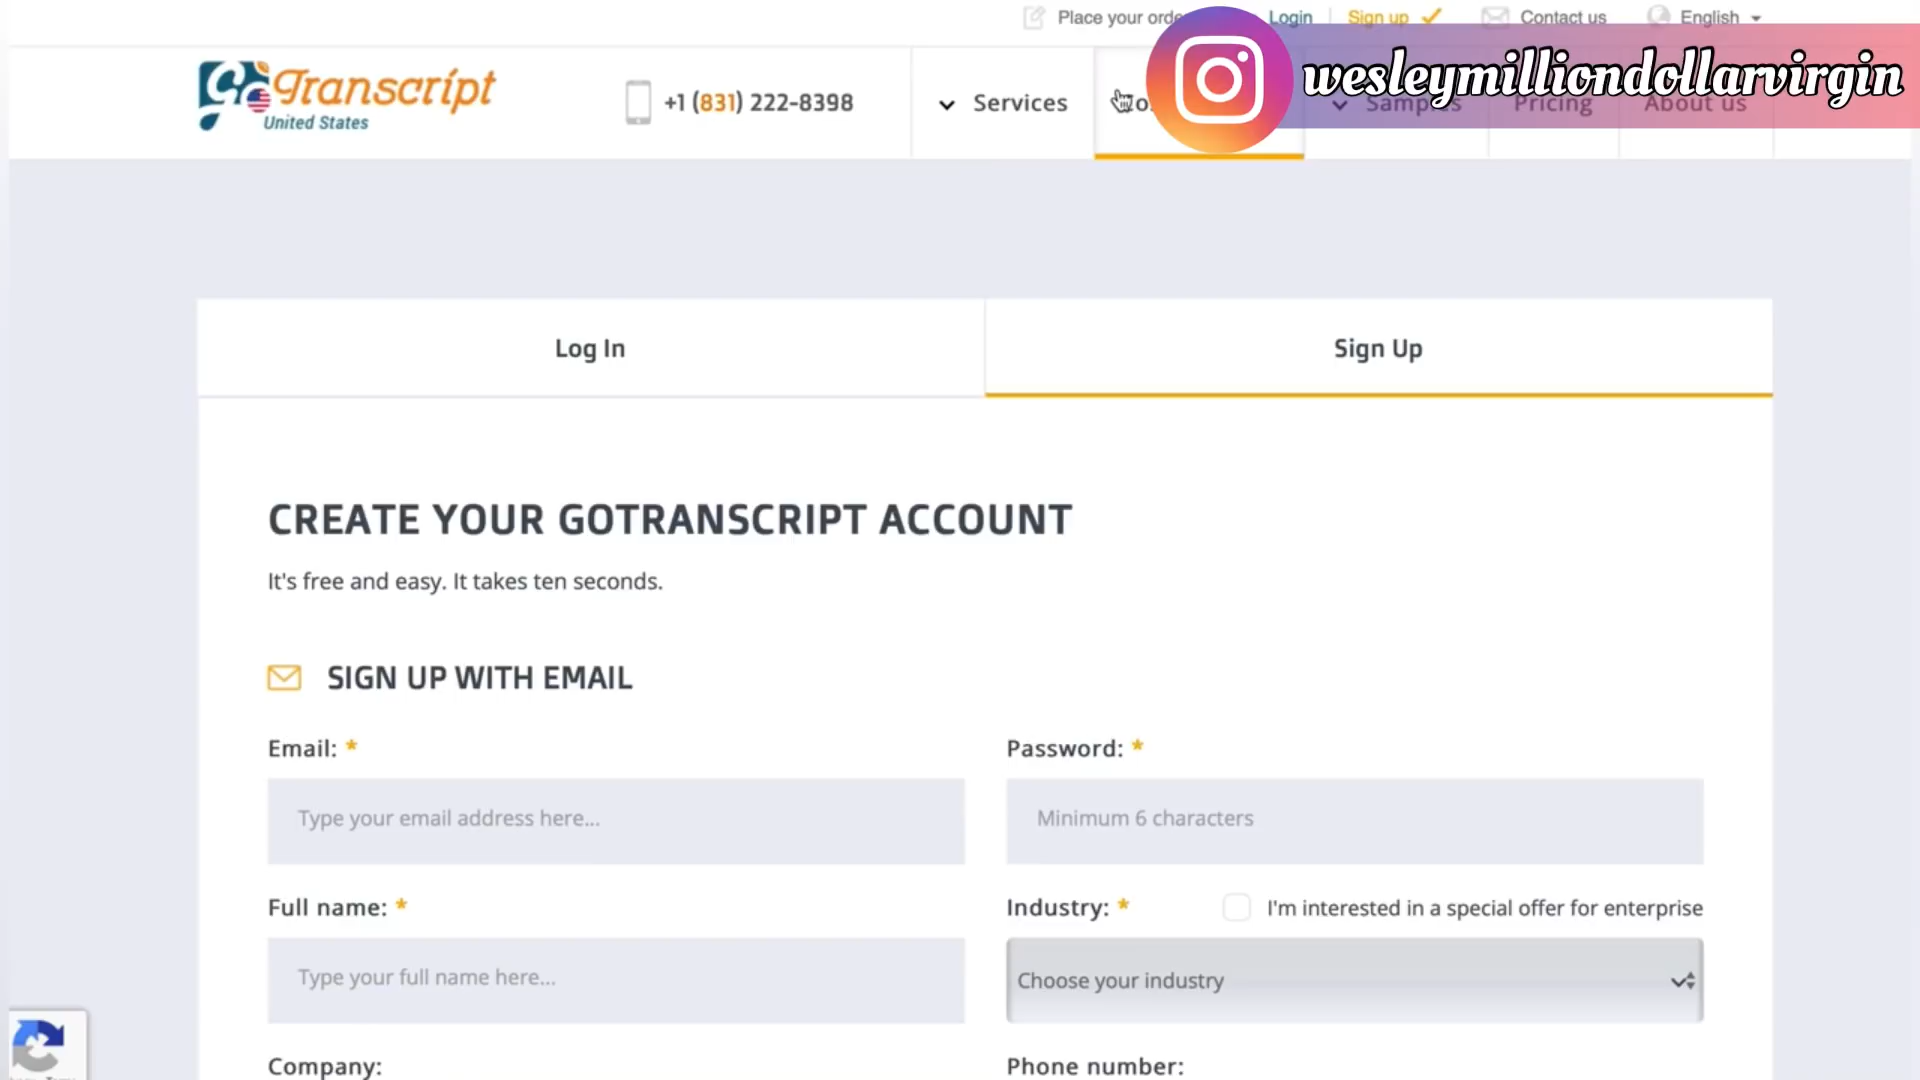 Place your
Login
Sign up
Contact us
English
GoTranscript
United States
+1 (831) 222-8398
Services
Samples
Pricing
About us
wesleymilliondollarvirgin
Log In
Sign Up
CREATE YOUR GOTRANSCRIPT ACCOUNT
It's free and easy. It takes ten seconds.
SIGN UP WITH EMAIL
Email: *
Password: *
Type your email address here...
Minimum 6 characters
Full name: *
Industry: *
I'm interested in a special offer for enterprise
Type your full name here...
Choose your industry
Company:
Phone number: